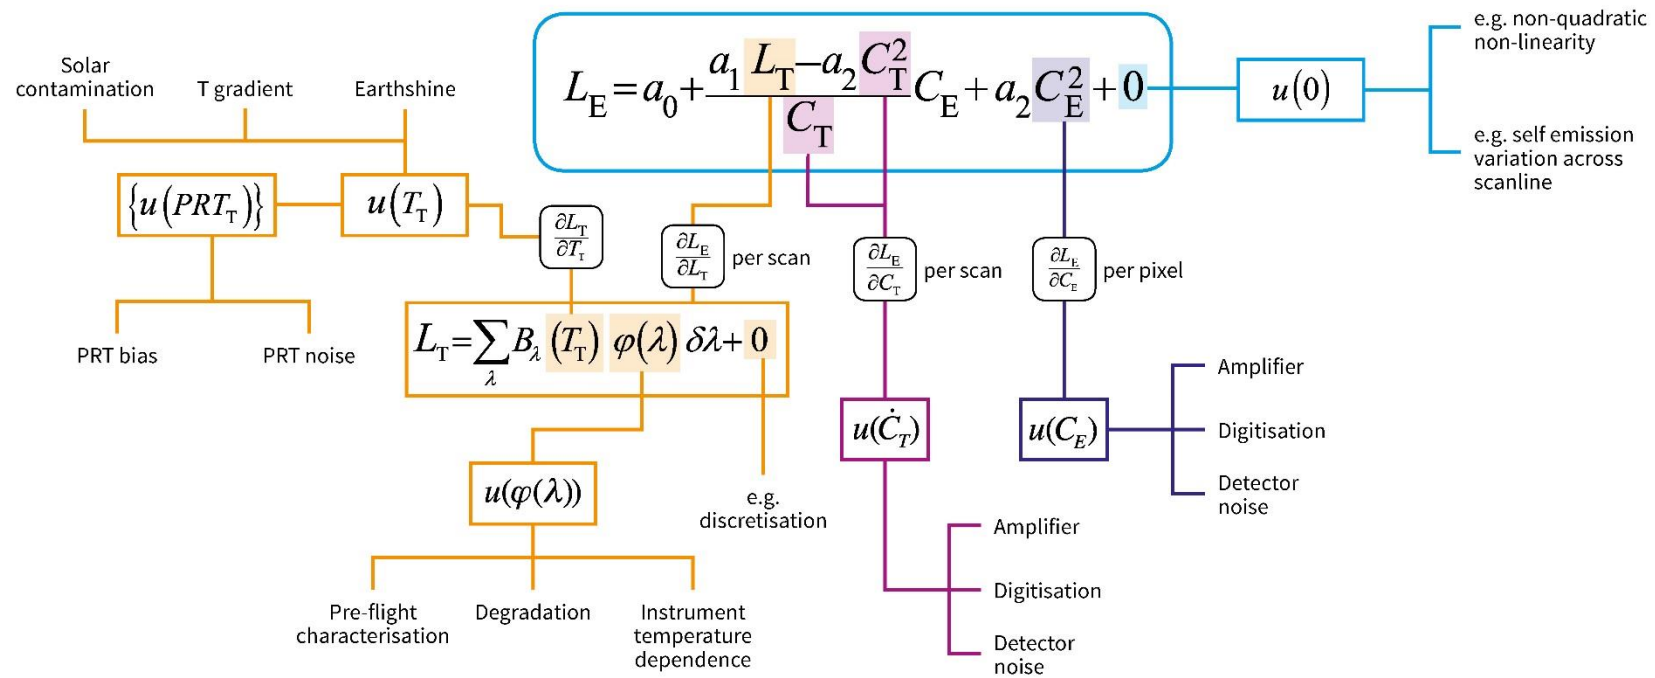 Solar
contamination
T gradient
Earthshine
L_E = a_0 + (a_1 L_T − a_2 C_T^2) / C_T C_E + a_2 C_E^2 + 0
u(0)
e.g. non-quadratic
non-linearity
e.g. self emission
variation across
scanline
{u(PRT_T)}
u(T_T)
∂L_T/∂T_T
∂L_E/∂L_T
per scan
∂L_E/∂C_T
per scan
∂L_E/∂C_E
per pixel
PRT bias
PRT noise
L_T = ∑_λ B_λ (T_T) φ(λ) δλ + 0
u(Ċ_T)
u(C_E)
Amplifier
Digitisation
Detector
noise
u(φ(λ))
e.g.
discretisation
Amplifier
Digitisation
Detector
noise
Pre-flight
characterisation
Degradation
Instrument
temperature
dependence